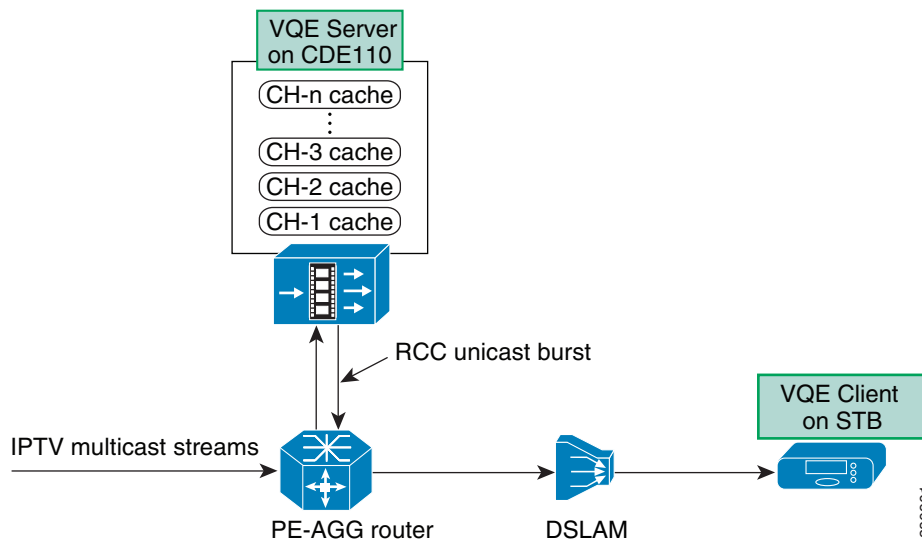 VQE Server
on CDE110
CH-n cache
CH-3 cache
CH-2 cache
CH-1 cache
RCC unicast burst
VQE Client
on STB
IPTV multicast streams
PE-AGG router
DSLAM